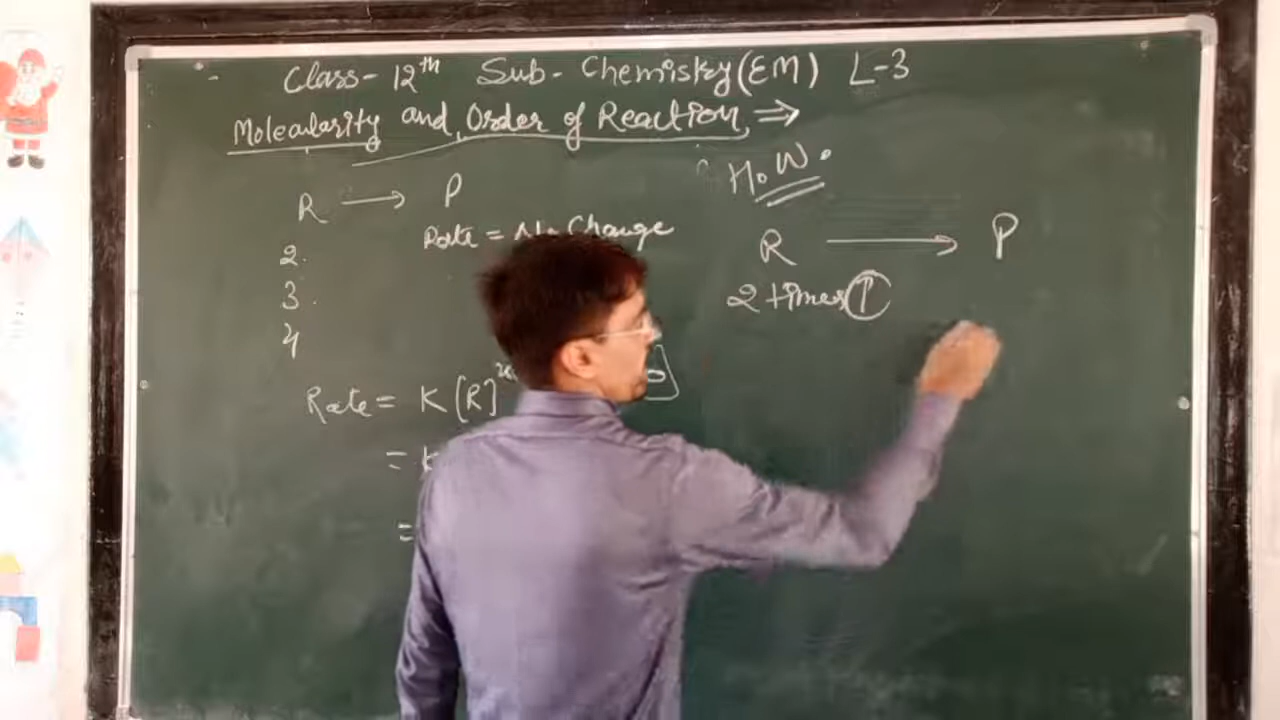 Class-12th Sub-Chemistry(EM) L-3
Molecularity and Order of Reaction ⇒
R ⟶ P
Rate = No Change
2.
3.
4
Rate = K[R]
= K
=
H.W.
R ⟶ P
2 times ↑